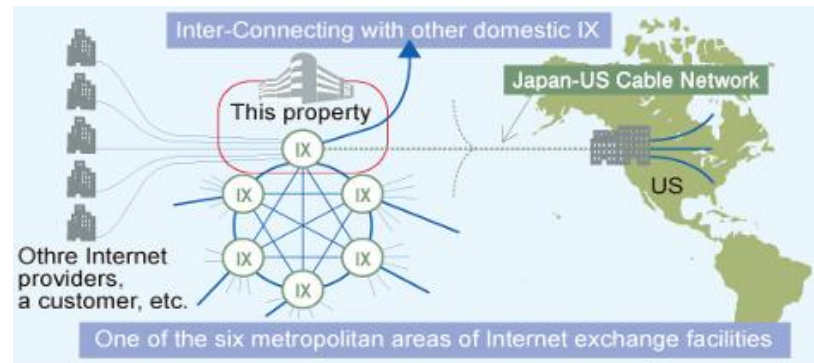 Inter-Connecting with other domestic IX
Japan-US Cable Network
This property
IX
IX
IX
IX
IX
IX
US
Othre Internet
providers,
a customer, etc.
One of the six metropolitan areas of Internet exchange facilities